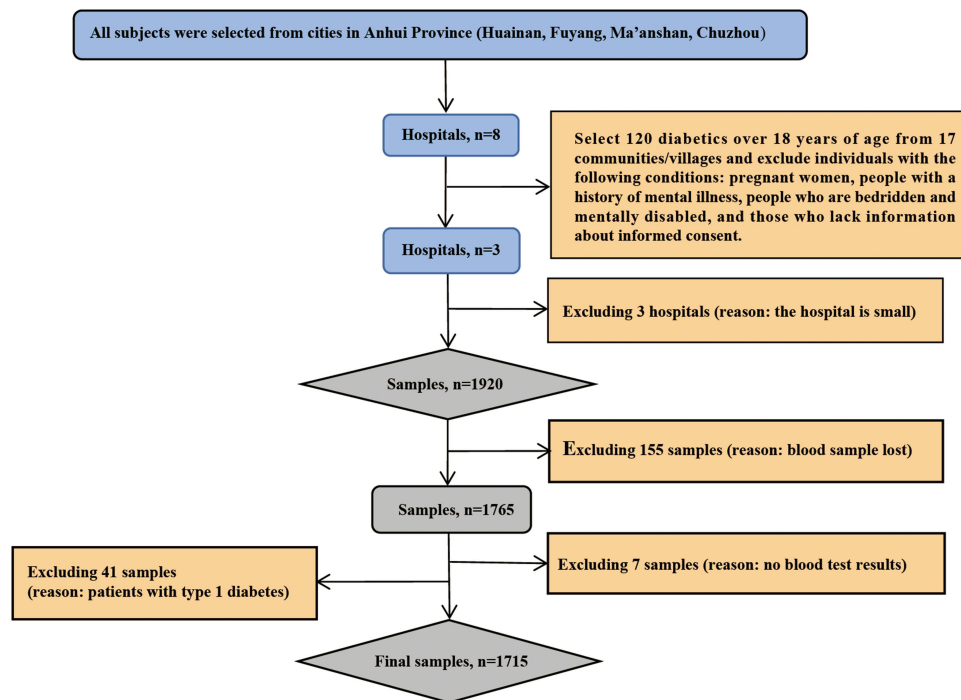 All subjects were selected from cities in Anhui Province (Huainan, Fuyang, Ma’anshan, Chuzhou)
Hospitals, n=8
Select 120 diabetics over 18 years of age from 17
communities/villages and exclude individuals with the
following conditions: pregnant women, people with a
history of mental illness, people who are bedridden and
mentally disabled, and those who lack information
about informed consent.
Hospitals, n=3
Excluding 3 hospitals (reason: the hospital is small)
Samples, n=1920
Excluding 155 samples (reason: blood sample lost)
Samples, n=1765
Excluding 41 samples
(reason: patients with type 1 diabetes)
Excluding 7 samples (reason: no blood test results)
Final samples, n=1715